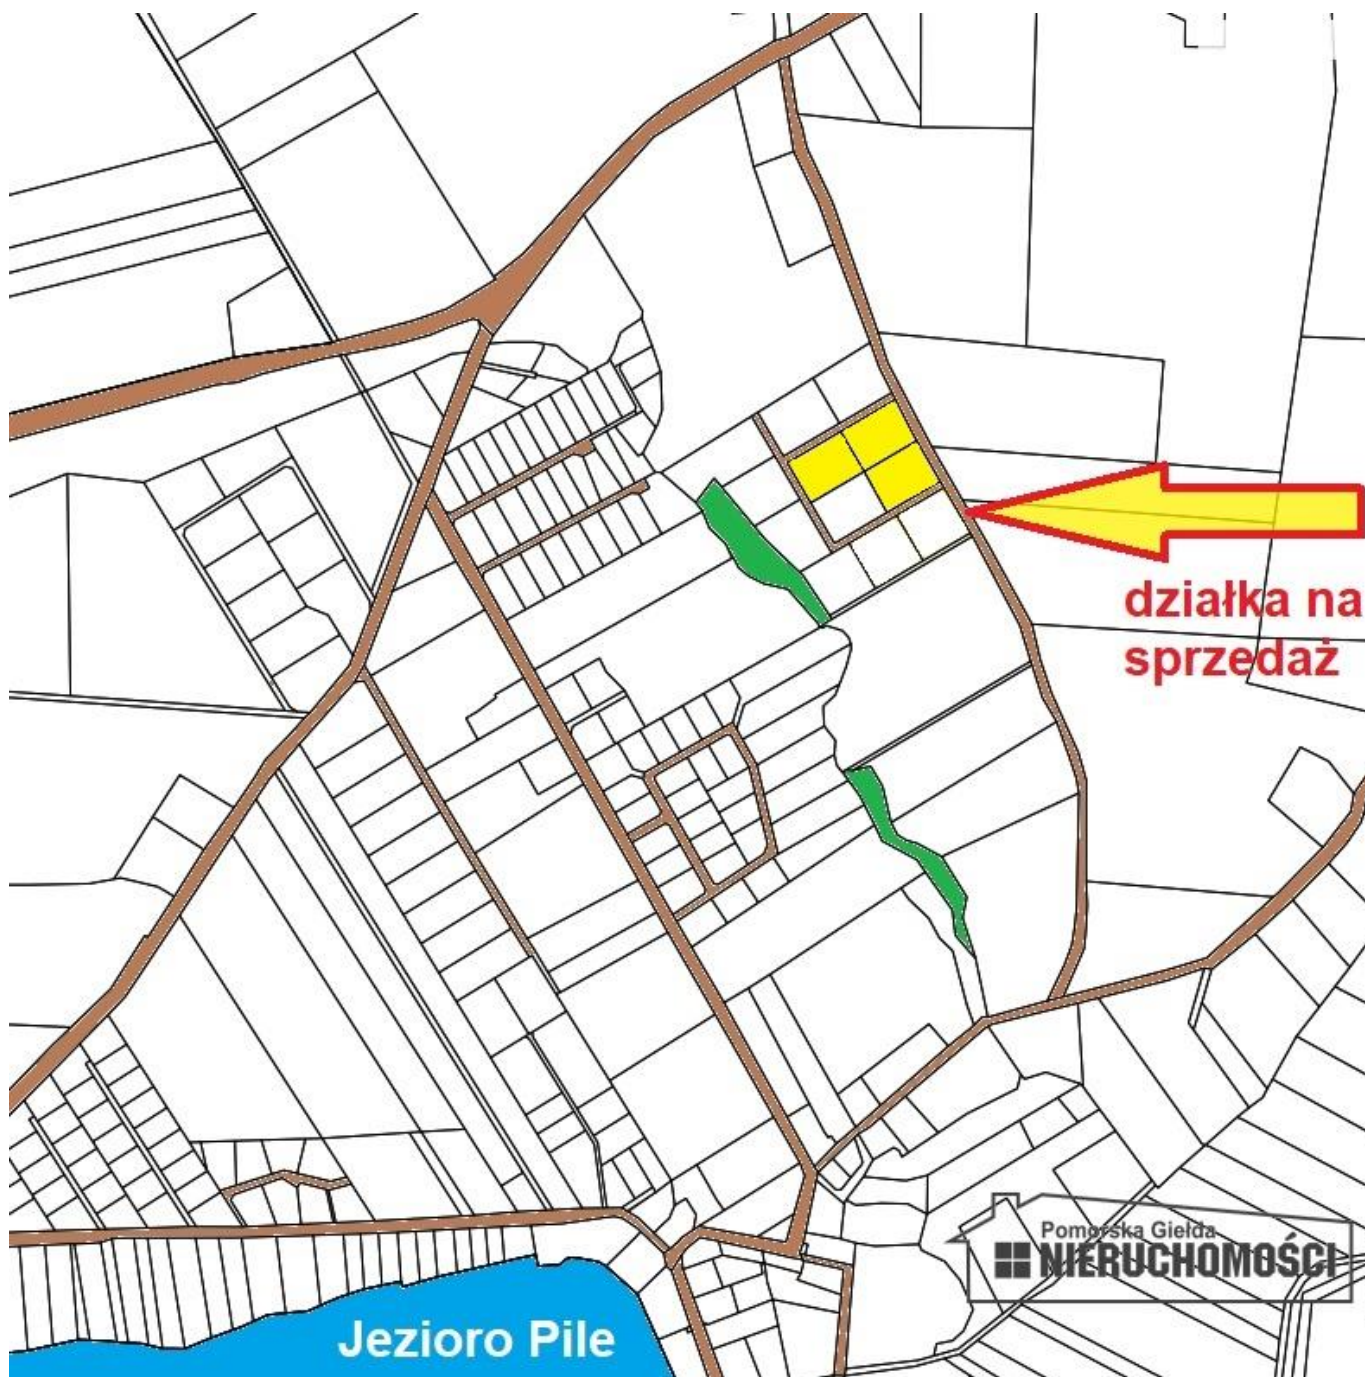 działka na
sprzedaż
Pomorska Giełda
NIERUCHOMOŚCI
Jezioro Pile